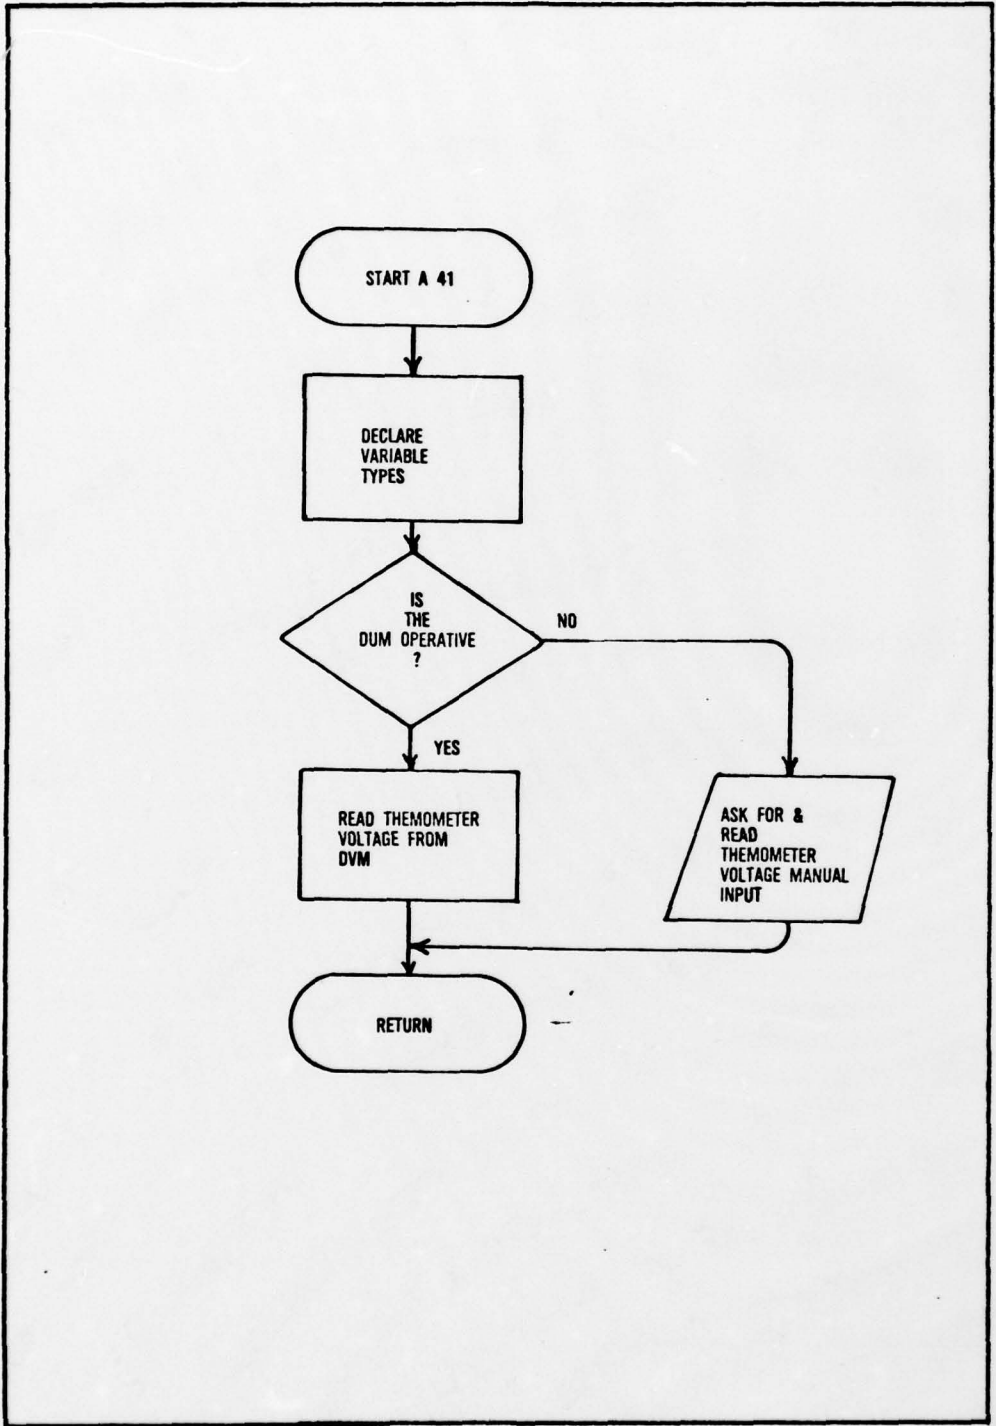 START A 41
DECLARE
VARIABLE
TYPES
IS
THE
DUM OPERATIVE
?
NO
YES
READ THEMOMETER
VOLTAGE FROM
DVM
ASK FOR &
READ
THEMOMETER
VOLTAGE MANUAL
INPUT
RETURN